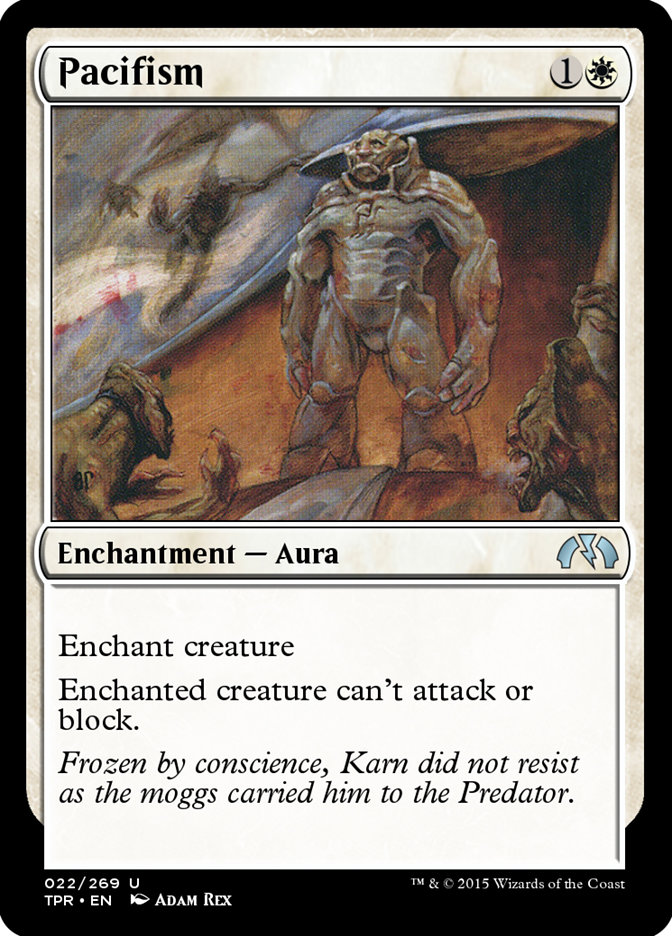 Pacifism
1
Enchantment — Aura
Enchant creature
Enchanted creature can't attack or
block.
Frozen by conscience, Karn did not resist
as the moggs carried him to the Predator.
022/269 U
™ & © 2015 Wizards of the Coast
TPR • EN Adam Rex